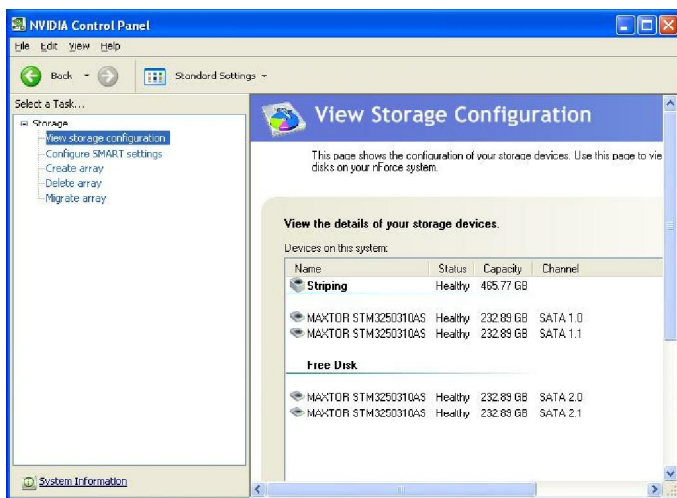 NVIDIA Control Panel
File Edit View Help
Back Standard Settings
Select a Task...
Storage
View storage configuration
Configure SMART settings
Create array
Delete array
Migrate array
System Information
View Storage Configuration
This page shows the configuration of your storage devices. Use this page to vie
disks on your nForce system.
View the details of your storage devices.
Devices on this system:
Name Status Capacity Channel
Striping Healthy 465.77 GB
MAXTOR STM3250310AS Healthy 232.89 GB SATA 1.0
MAXTOR STM3250310AS Healthy 232.89 GB SATA 1.1
Free Disk
MAXTOR STM3250310AS Healthy 232.89 GB SATA 2.0
MAXTOR STM3250310AS Healthy 232.89 GB SATA 2.1